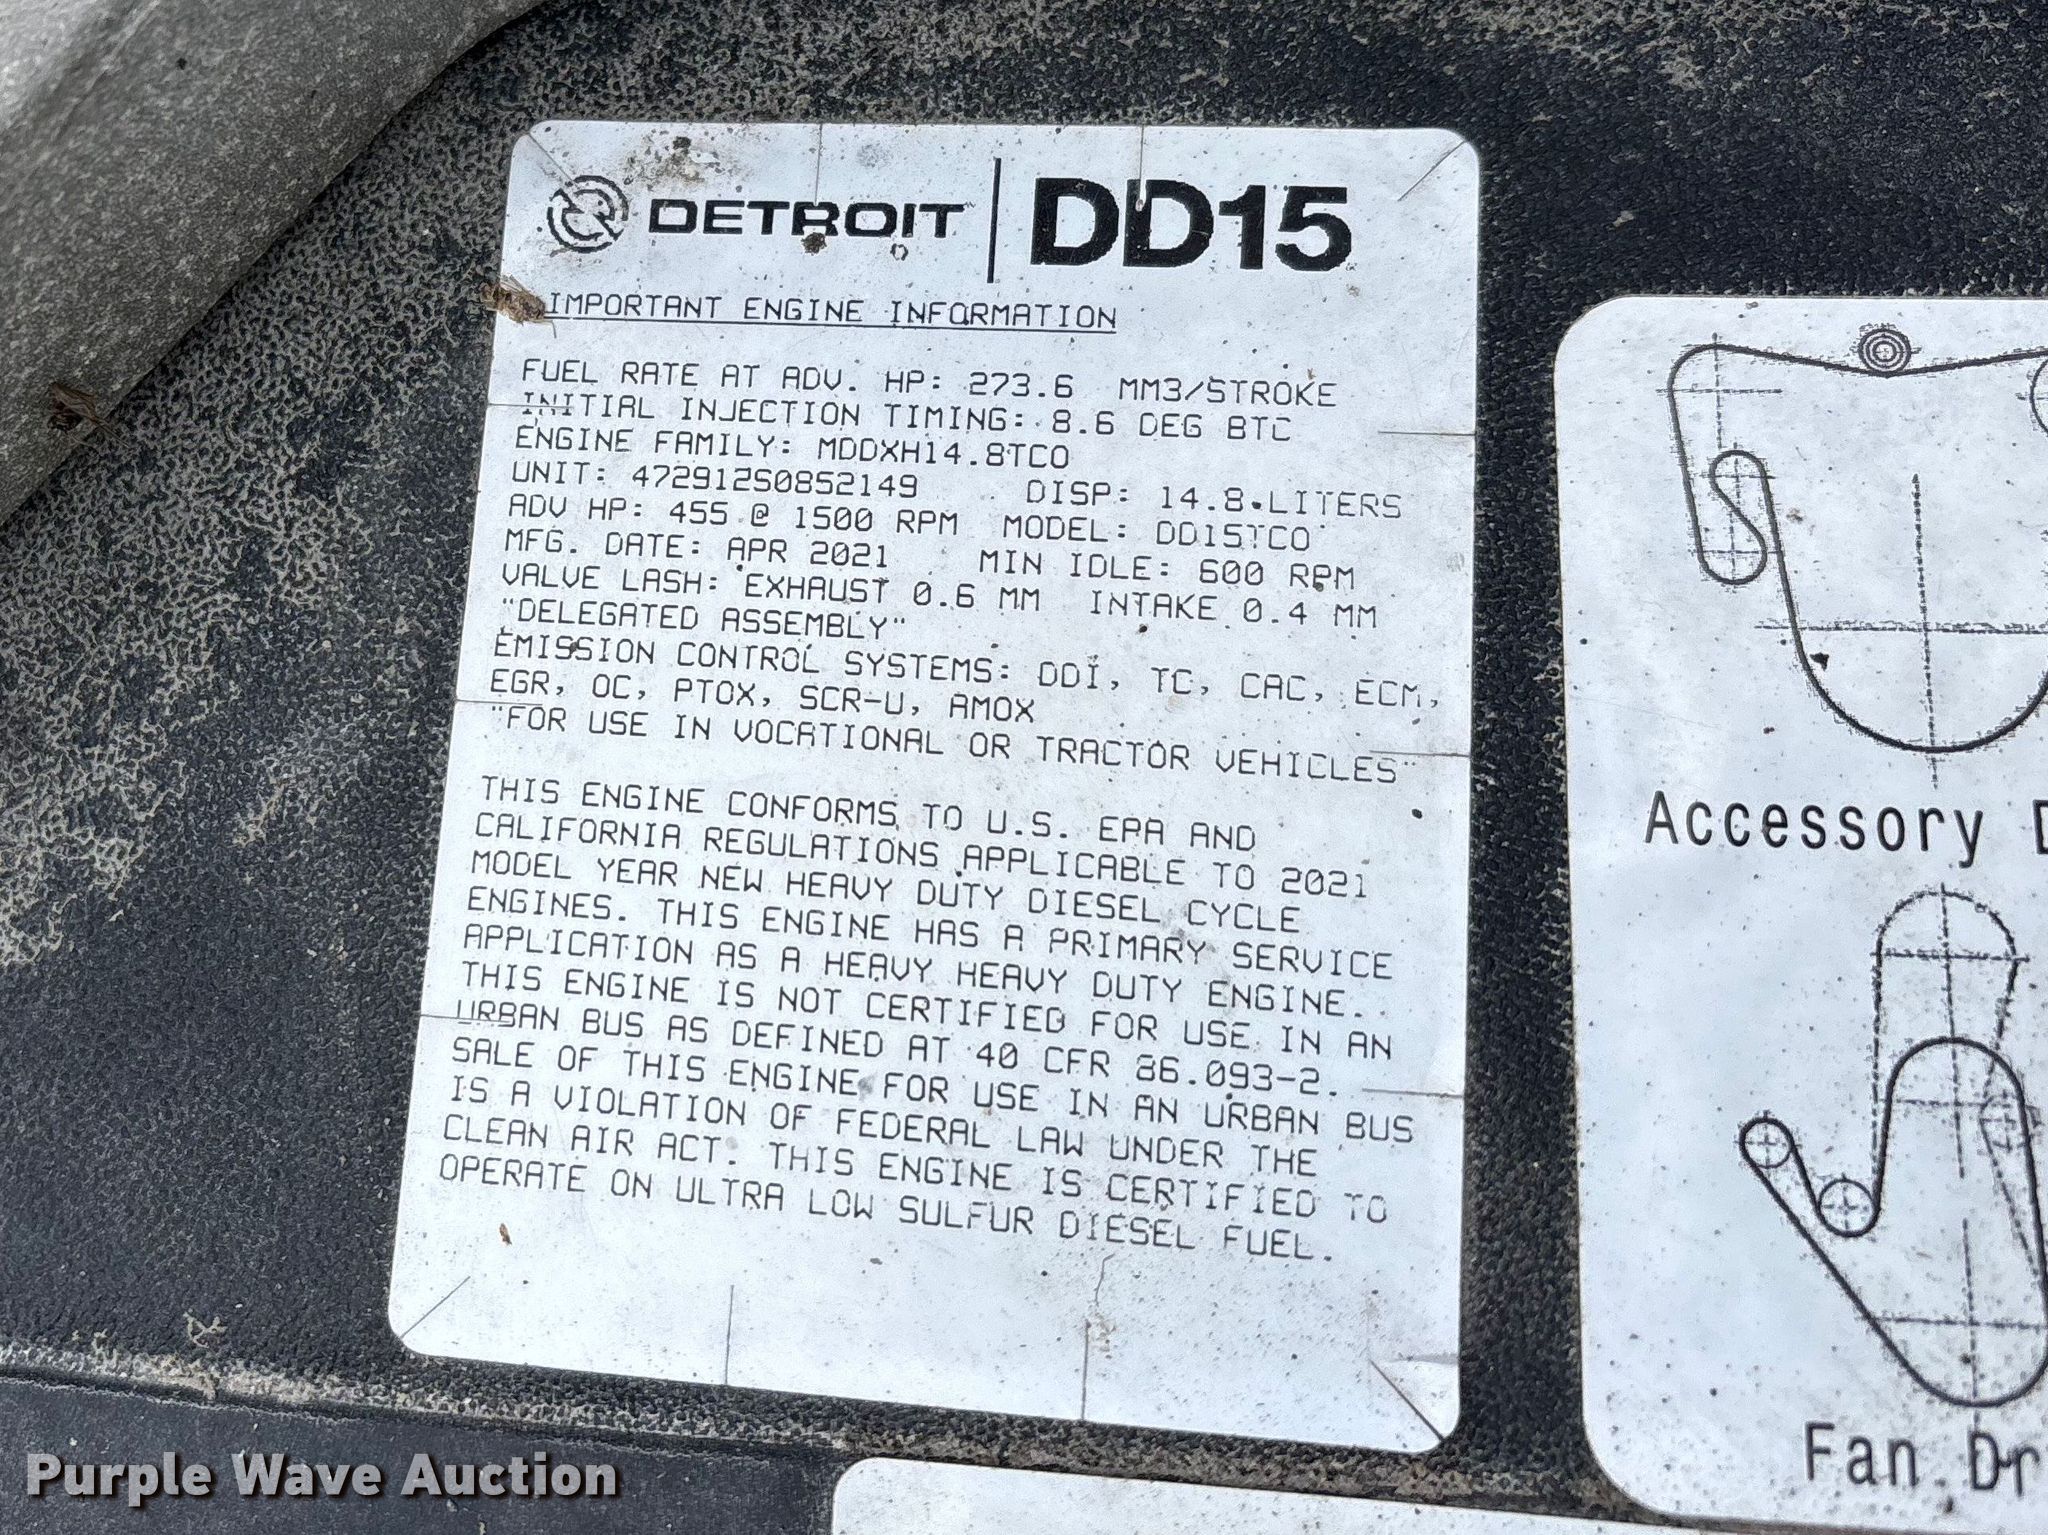 DETROIT | DD15
IMPORTANT ENGINE INFORMATION
FUEL RATE AT ADV. HP: 273.6 MM3/STROKE
INITIAL INJECTION TIMING: 8.6 DEG BTC
ENGINE FAMILY: MDDXH14.8TCO
UNIT: 472912S0852149 DISP: 14.8 LITERS
ADV HP: 455 @ 1500 RPM MODEL: DD15TCO
MFG. DATE: APR 2021 MIN IDLE: 600 RPM
VALVE LASH: EXHAUST 0.6 MM INTAKE 0.4 MM
"DELEGATED ASSEMBLY"
EMISSION CONTROL SYSTEMS: DDI, TC, CAC, ECM,
EGR, OC, PTOX, SCR-U, AMOX
"FOR USE IN VOCATIONAL OR TRACTOR VEHICLES"
THIS ENGINE CONFORMS TO U.S. EPA AND
CALIFORNIA REGULATIONS APPLICABLE TO 2021
MODEL YEAR NEW HEAVY DUTY DIESEL CYCLE
ENGINES. THIS ENGINE HAS A PRIMARY SERVICE
APPLICATION AS A HEAVY HEAVY DUTY ENGINE.
THIS ENGINE IS NOT CERTIFIED FOR USE IN AN
URBAN BUS AS DEFINED AT 40 CFR 86.093-2.
SALE OF THIS ENGINE FOR USE IN AN URBAN BUS
IS A VIOLATION OF FEDERAL LAW UNDER THE
CLEAN AIR ACT. THIS ENGINE IS CERTIFIED TO
OPERATE ON ULTRA LOW SULFUR DIESEL FUEL.
Accessory D
Fan Dr
Purple Wave Auction